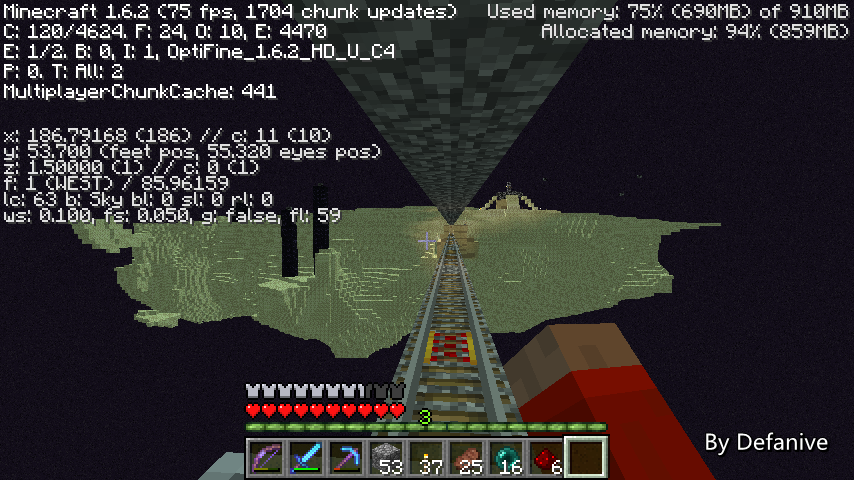 Minecraft 1.6.2 (75 fps, 1704 chunk updates)
C: 120/4624. F: 24, O: 10, E: 4470
E: 1/2. B: 0, I: 1, OptiFine_1.6.2_HD_U_C4
P: 0. T: All: 2
MultiplayerChunkCache: 441
Used memory: 75% (690MB) of 910MB
Allocated memory: 94% (859MB)
x: 186.79168 (186) // c: 11 (10)
y: 53.700 (feet pos, 55.320 eyes pos)
z: 1.50000 (1) // c: 0 (1)
f: 1 (WEST) / 85.96159
lc: 63 b: Sky bl: 0 sl: 0 rl: 0
ws: 0.100, fs: 0.050, g: false, fl: 59
3
53 37 25 16 6
By Defanive